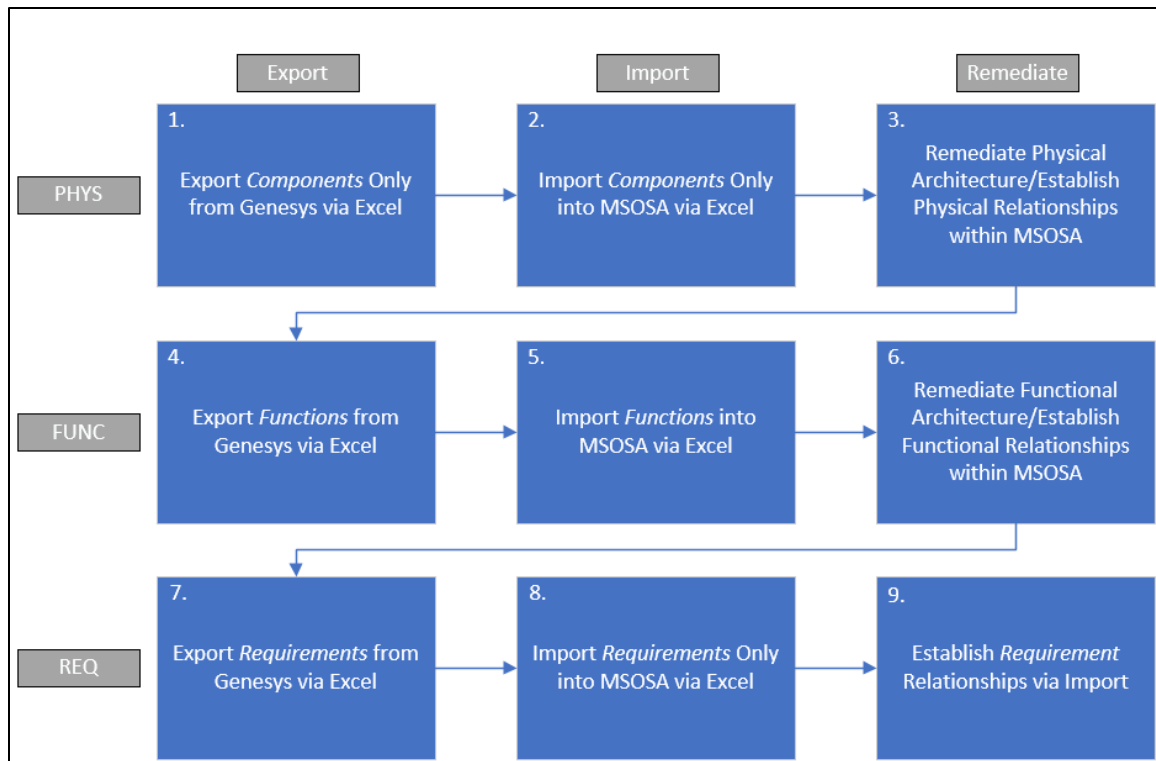 Export
Import
Remediate
PHYS
1.
Export Components Only
from Genesys via Excel
2.
Import Components Only
into MSOSA via Excel
3.
Remediate Physical
Architecture/Establish
Physical Relationships
within MSOSA
FUNC
4.
Export Functions from
Genesys via Excel
5.
Import Functions into
MSOSA via Excel
6.
Remediate Functional
Architecture/Establish
Functional Relationships
within MSOSA
REQ
7.
Export Requirements from
Genesys via Excel
8.
Import Requirements Only
into MSOSA via Excel
9.
Establish Requirement
Relationships via Import